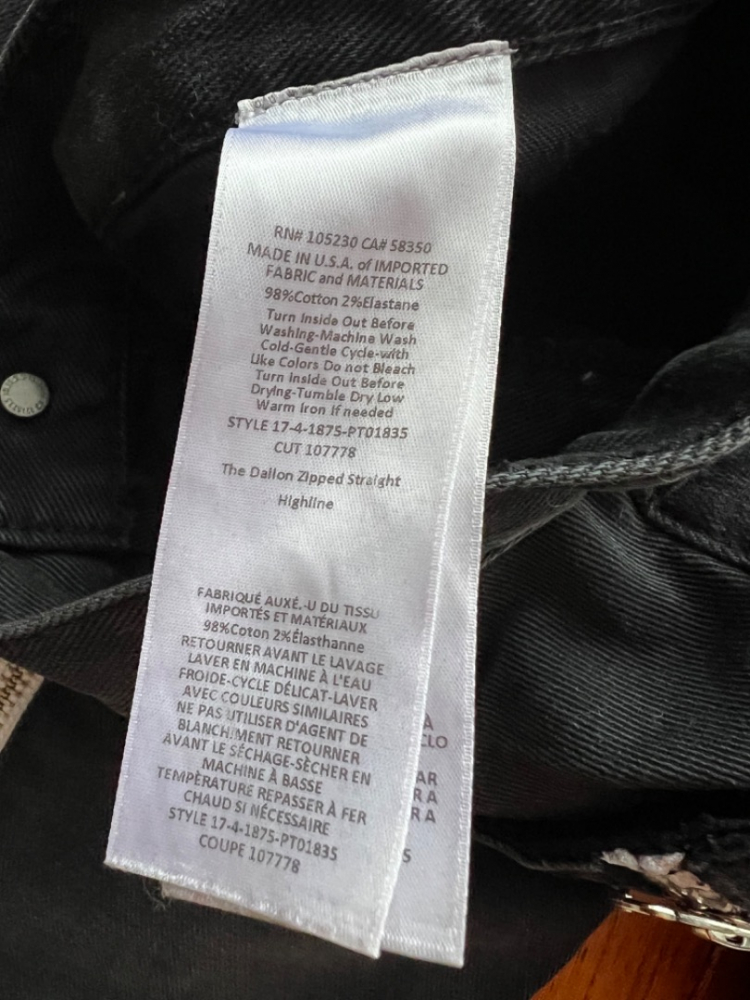 RN# 105230 CA# 58350
MADE IN U.S.A. of IMPORTED
FABRIC and MATERIALS
98%Cotton 2%Elastane
Turn Inside Out Before
Washing-Machine Wash
Cold-Gentle Cycle-with
Like Colors Do not Bleach
Turn Inside Out Before
Drying-Tumble Dry Low
Warm Iron if needed
STYLE 17-4-1875-PT01835
CUT 107778
The Dallon Zipped Straight
Highline
FABRIQUÉ AUXÉ.-U DU TISSU
IMPORTÉS ET MATÉRIAUX
98%Coton 2%Élasthanne
RETOURNER AVANT LE LAVAGE
LAVER EN MACHINE À L'EAU
FROIDE-CYCLE DÉLICAT-LAVER
AVEC COULEURS SIMILAIRES
NE PAS UTILISER D'AGENT DE
BLANCHIMENT RETOURNER
AVANT LE SÉCHAGE-SÈCHER EN
MACHINE À BASSE
TEMPÈRATURE REPASSER À FER
CHAUD SI NÉCESSAIRE
STYLE 17-4-1875-PT01835
COUPE 107778
A
CLO
AR
R A
R A
S